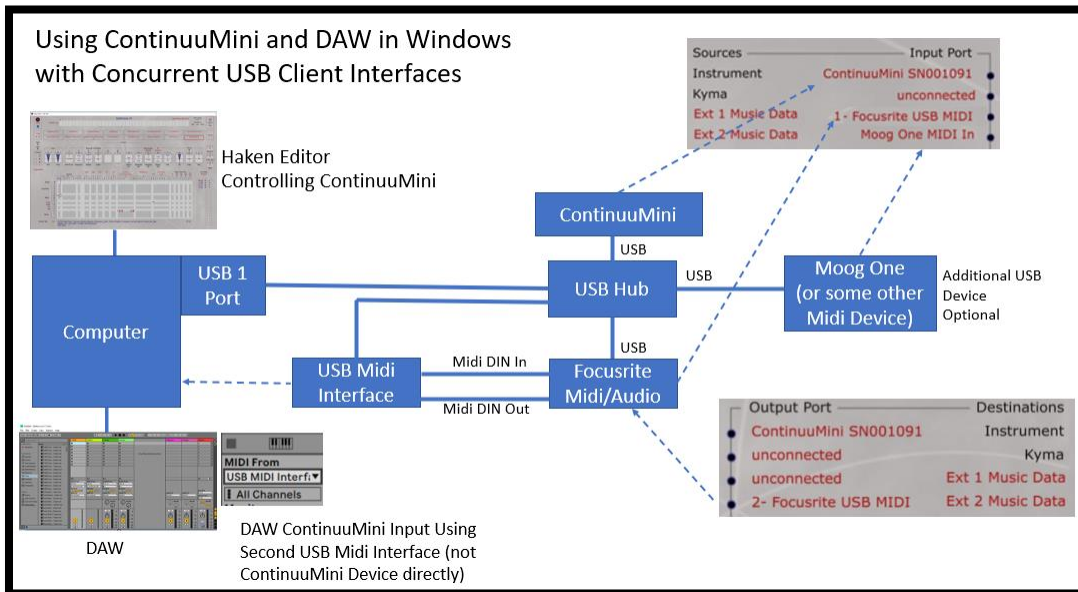 Using ContinuuMini and DAW in Windows
with Concurrent USB Client Interfaces
Sources
Input Port
Instrument
ContinuuMini SN001091
Kyma
unconnected
Ext 1 Music Data
1- Focusrite USB MIDI
Ext 2 Music Data
Moog One MIDI In
Haken Editor
Controlling ContinuuMini
ContinuuMini
USB
USB 1
Port
USB Hub
USB
Moog One
(or some other
Midi Device)
Additional USB
Device
Optional
Computer
USB
USB Midi
Interface
Midi DIN In
Midi DIN Out
Focusrite
Midi/Audio
Output Port
Destinations
ContinuuMini SN001091
Instrument
unconnected
Kyma
unconnected
Ext 1 Music Data
2- Focusrite USB MIDI
Ext 2 Music Data
MIDI From
USB MIDI Interf
All Channels
DAW
DAW ContinuuMini Input Using
Second USB Midi Interface (not
ContinuuMini Device directly)